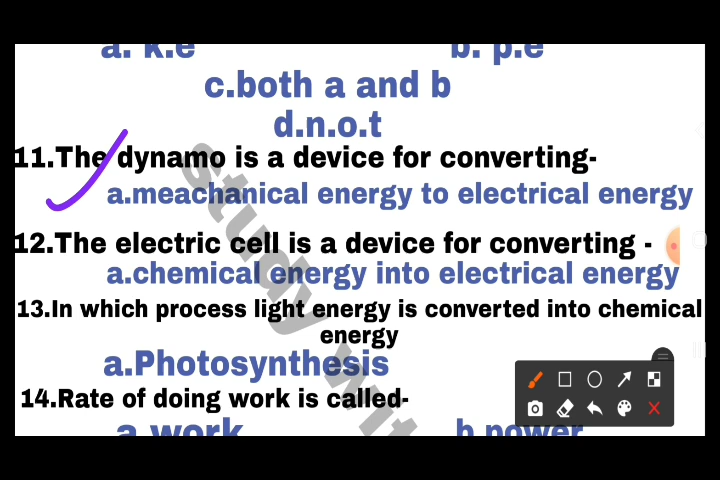 a. k.e b. p.e
c.both a and b
d.n.o.t
11.The dynamo is a device for converting-
a.meachanical energy to electrical energy
12.The electric cell is a device for converting -
a.chemical energy into electrical energy
13.In which process light energy is converted into chemical
energy
a.Photosynthesis
14.Rate of doing work is called-
a.work b.power
study wit